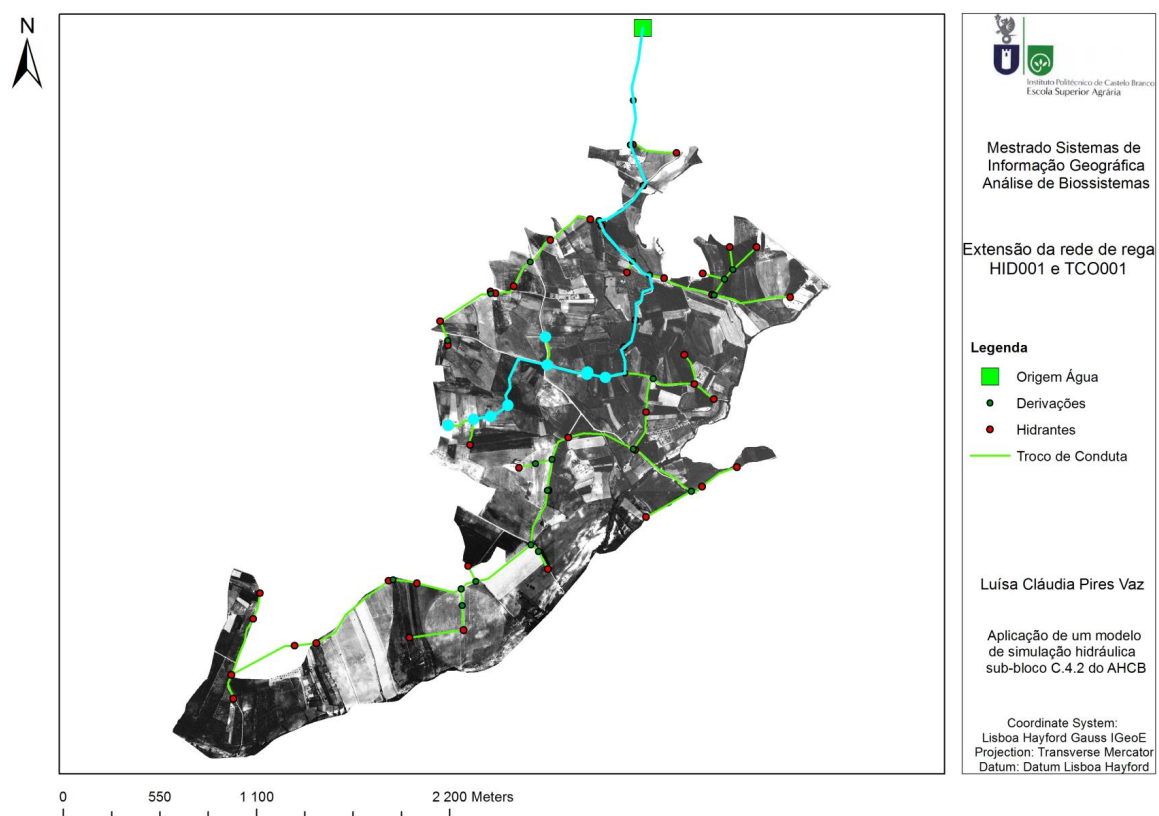 N
Instituto Politécnico de Castelo Branco
Escola Superior Agrária
Mestrado Sistemas de
Informação Geográfica
Análise de Biossistemas
Extensão da rede de rega
HID001 e TCO001
Legenda
Origem Água
Derivações
Hidrantes
Troco de Conduta
Luísa Cláudia Pires Vaz
Aplicação de um modelo
de simulação hidráulica
sub-bloco C.4.2 do AHCB
Coordinate System:
Lisboa Hayford Gauss IGeoE
Projection: Transverse Mercator
Datum: Datum Lisboa Hayford
0 550 1 100 2 200 Meters